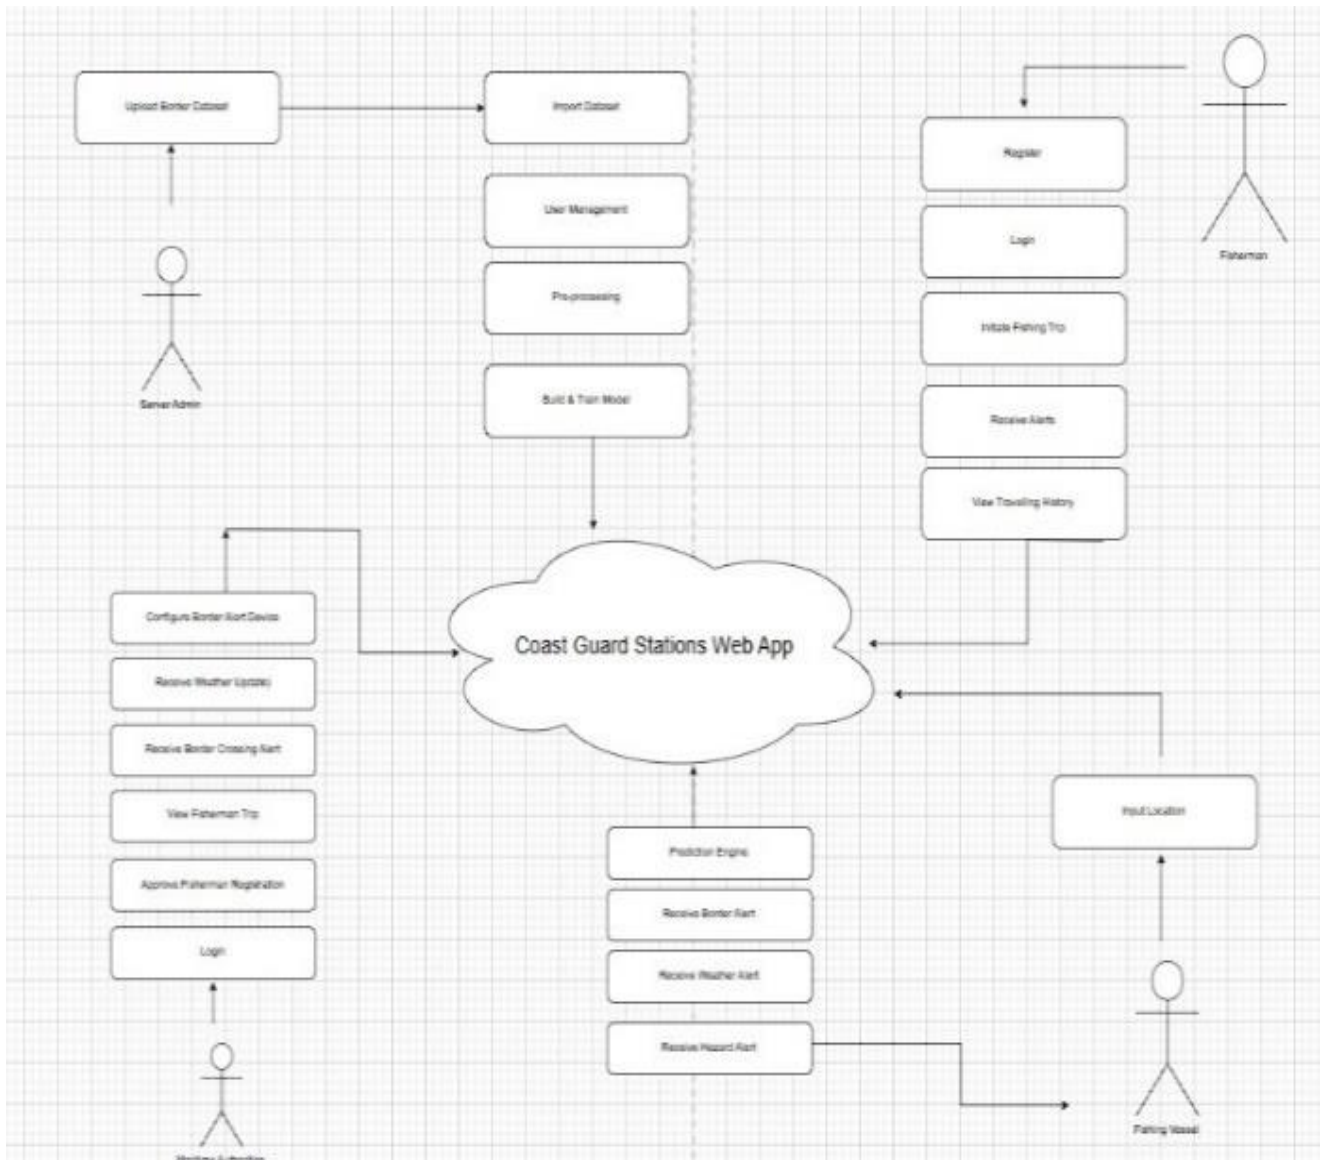 Upload Border Dataset
Import Dataset
User Management
Pre-processing
Build & Train Model
Server Admin
Register
Login
Initiate Fishing Trip
Receive Alerts
View Travelling History
Fisherman
Coast Guard Stations Web App
Configure Border Alert Device
Receive Weather Updates
Receive Border Crossing Alert
View Fisherman Trip
Approve Fisherman Registration
Login
Prediction Engine
Receive Border Alert
Receive Weather Alert
Receive Hazard Alert
Input Location
Fishing Vessel
Maritime